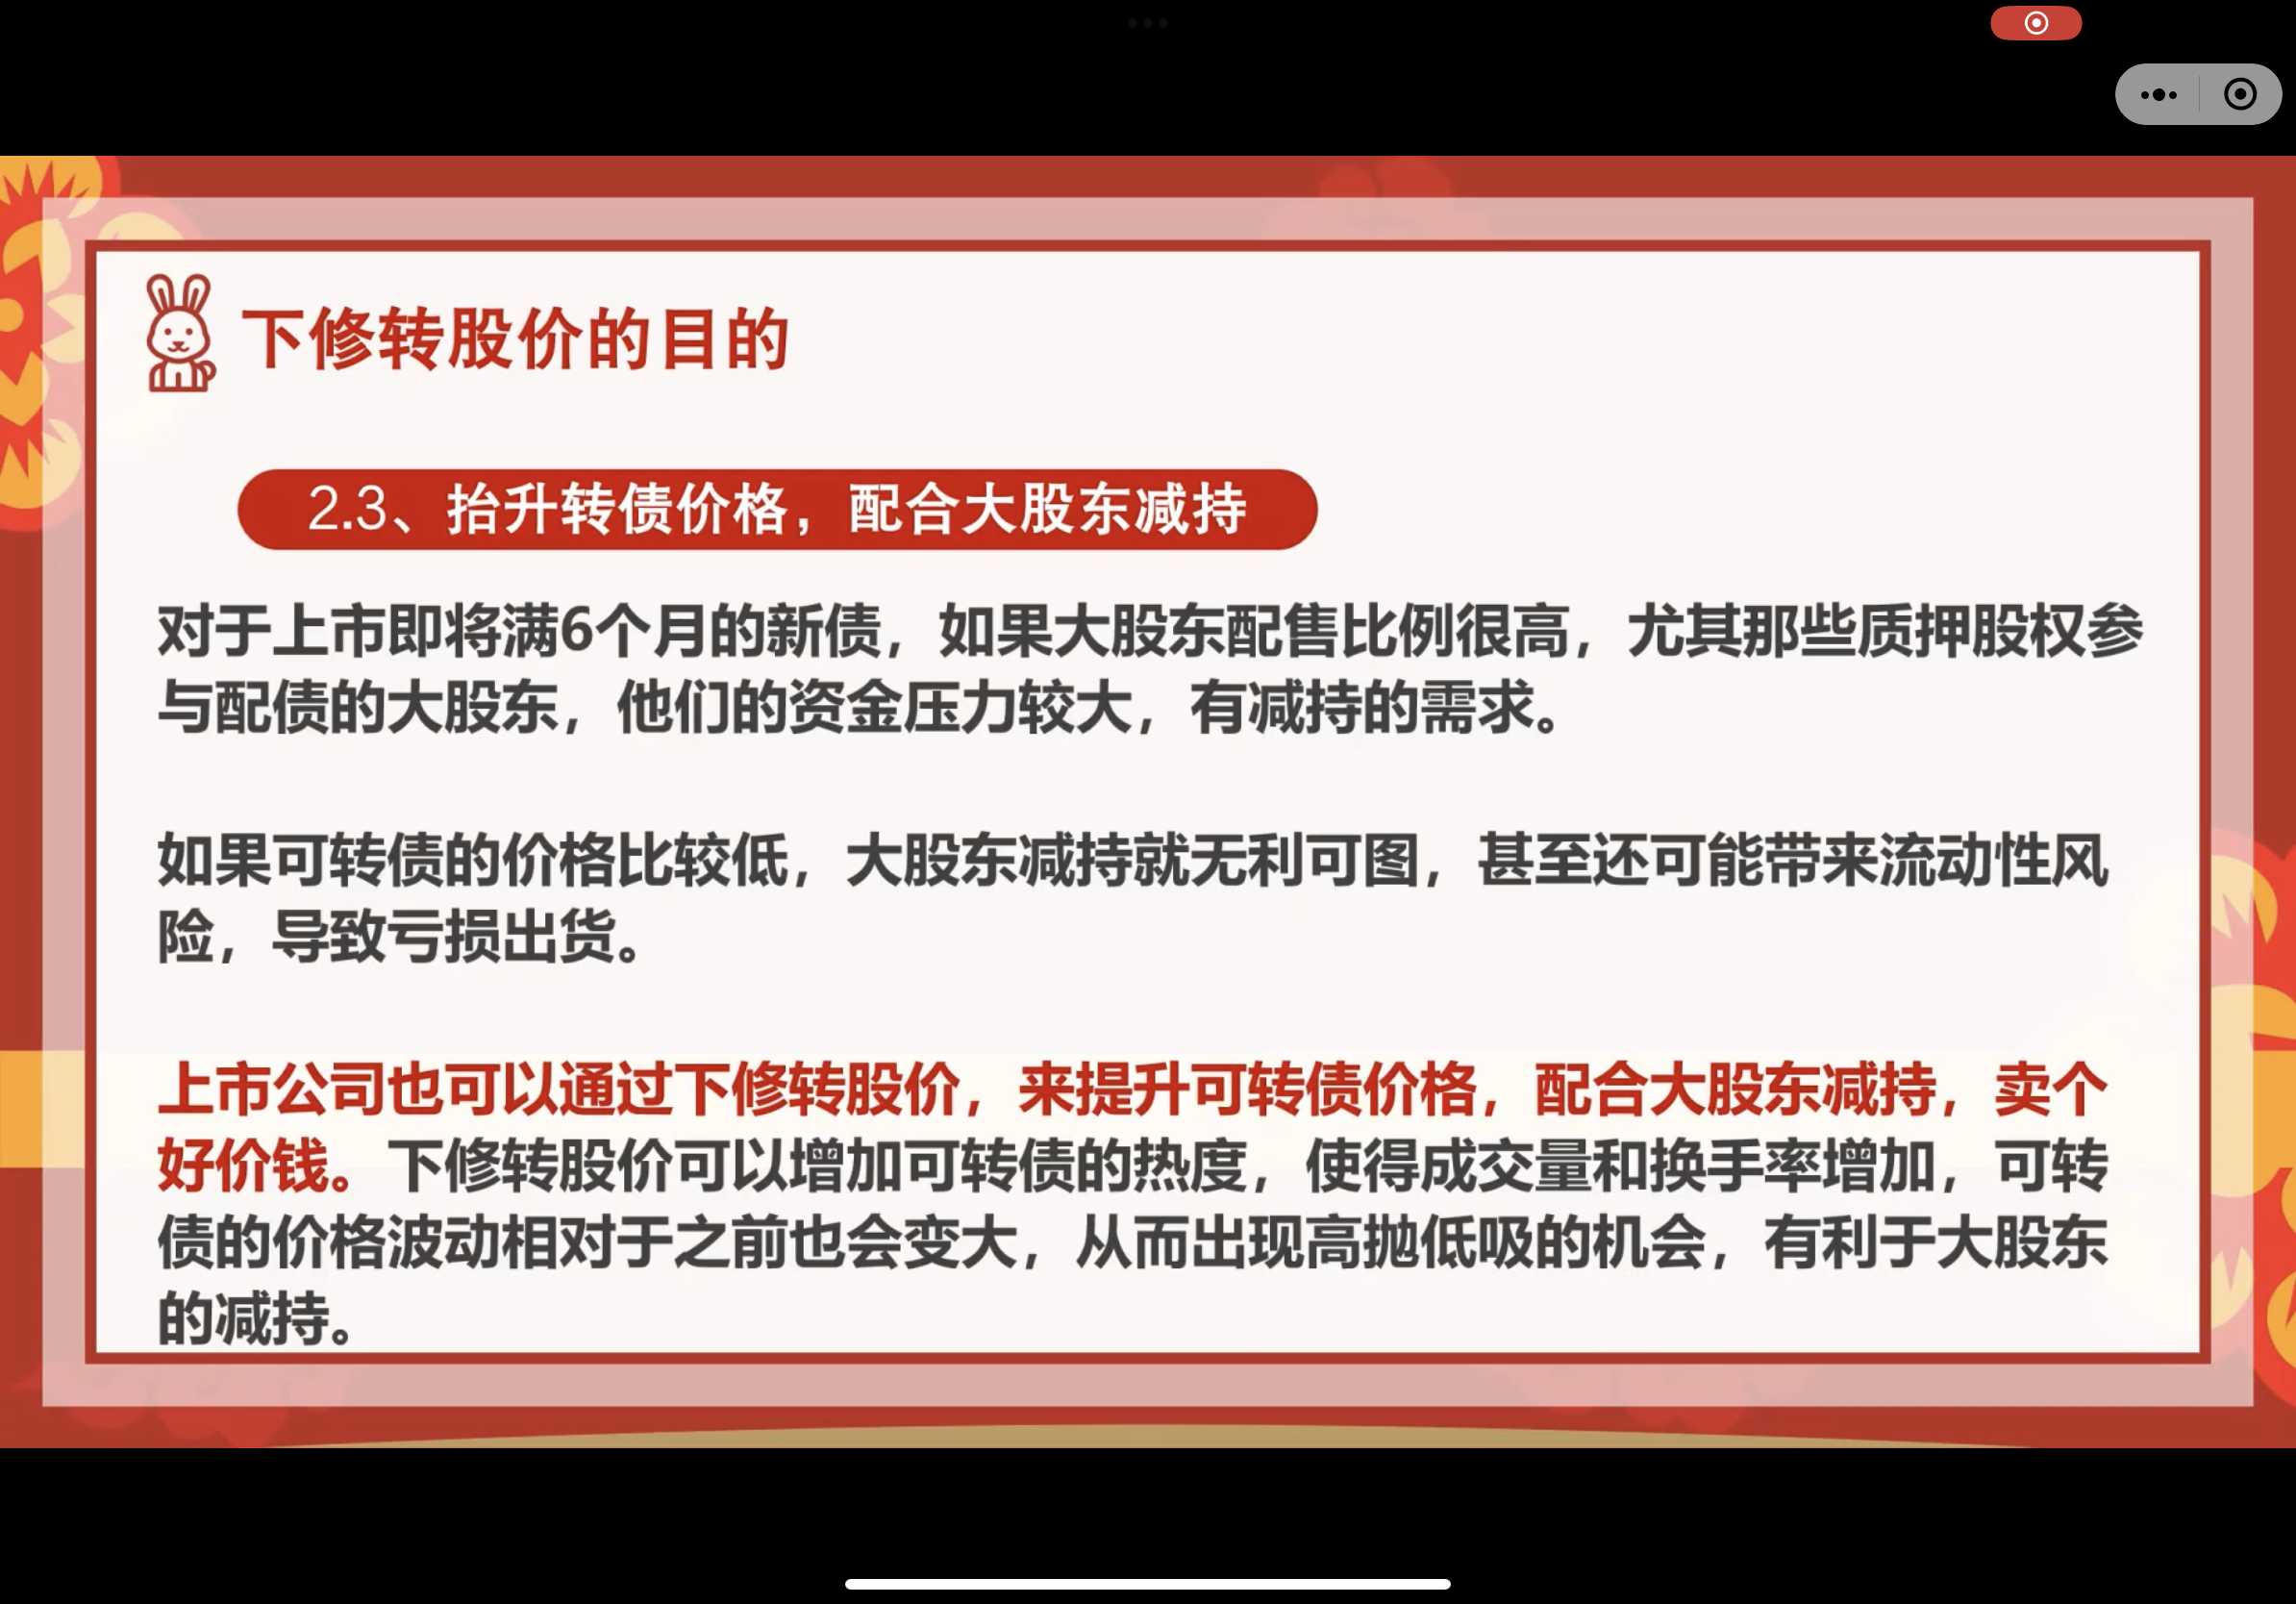 下修转股价的目的
2.3、抬升转债价格，配合大股东减持
对于上市即将满6个月的新债，如果大股东配售比例很高，尤其那些质押股权参
与配债的大股东，他们的资金压力较大，有减持的需求。
如果可转债的价格比较低，大股东减持就无利可图，甚至还可能带来流动性风
险，导致亏损出货。
上市公司也可以通过下修转股价，来提升可转债价格，配合大股东减持，卖个
好价钱。下修转股价可以增加可转债的热度，使得成交量和换手率增加，可转
债的价格波动相对于之前也会变大，从而出现高抛低吸的机会，有利于大股东
的减持。